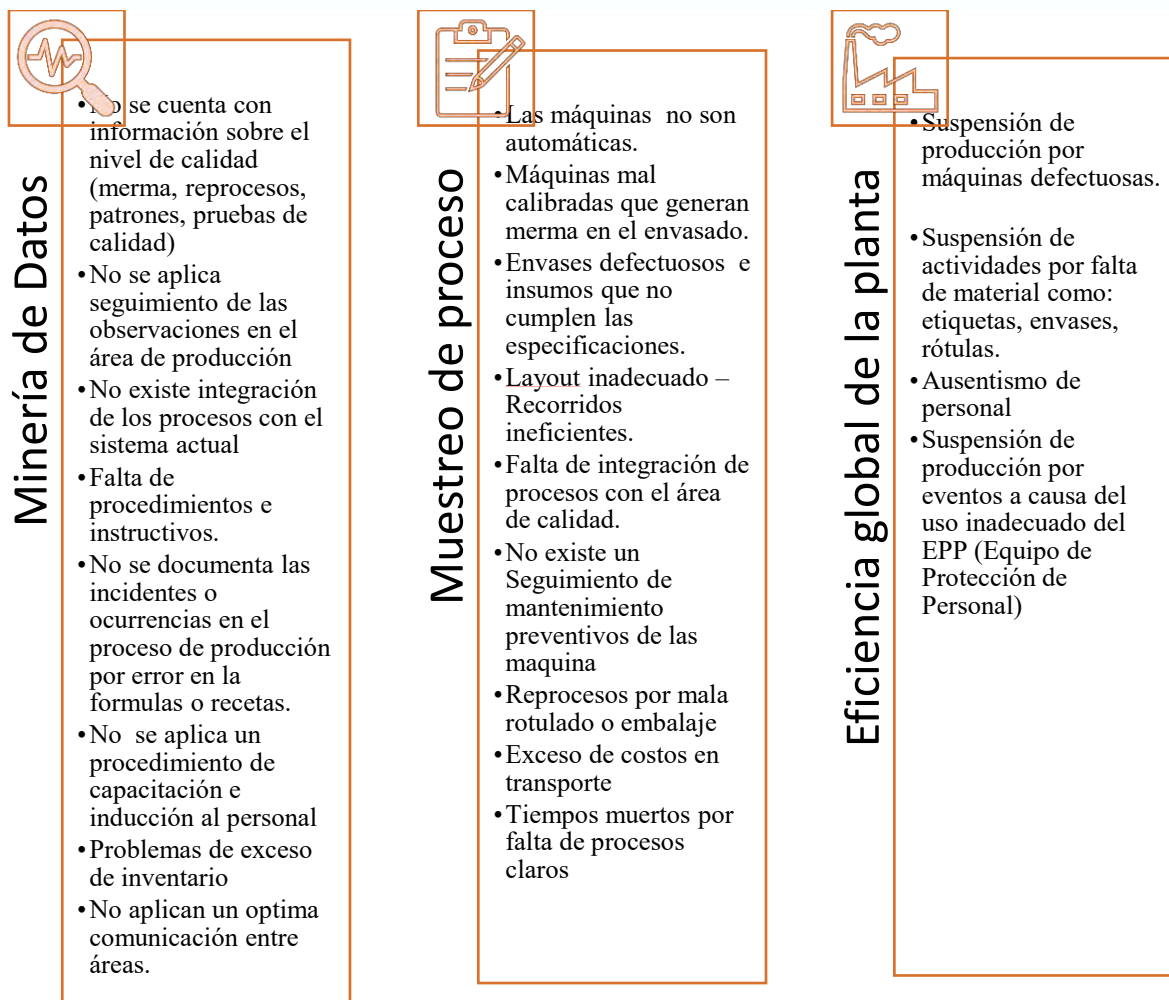 Minería de Datos
•No se cuenta con
información sobre el
nivel de calidad
(merma, reprocesos,
patrones, pruebas de
calidad)
•No se aplica
seguimiento de las
observaciones en el
área de producción
•No existe integración
de los procesos con el
sistema actual
•Falta de
procedimientos e
instructivos.
•No se documenta las
incidentes o
ocurrencias en el
proceso de producción
por error en la
formulas o recetas.
•No se aplica un
procedimiento de
capacitación e
inducción al personal
•Problemas de exceso
de inventario
•No aplican un optima
comunicación entre
áreas.
Muestreo de proceso
•Las máquinas no son
automáticas.
•Máquinas mal
calibradas que generan
merma en el envasado.
•Envases defectuosos e
insumos que no
cumplen las
especificaciones.
•Layout inadecuado –
Recorridos
ineficientes.
•Falta de integración de
procesos con el área
de calidad.
•No existe un
Seguimiento de
mantenimiento
preventivos de las
maquina
•Reprocesos por mala
rotulado o embalaje
•Exceso de costos en
transporte
•Tiempos muertos por
falta de procesos
claros
Eficiencia global de la planta
•Suspensión de
producción por
máquinas defectuosas.
•Suspensión de
actividades por falta
de material como:
etiquetas, envases,
rótulas.
•Ausentismo de
personal
•Suspensión de
producción por
eventos a causa del
uso inadecuado del
EPP (Equipo de
Protección de
Personal)